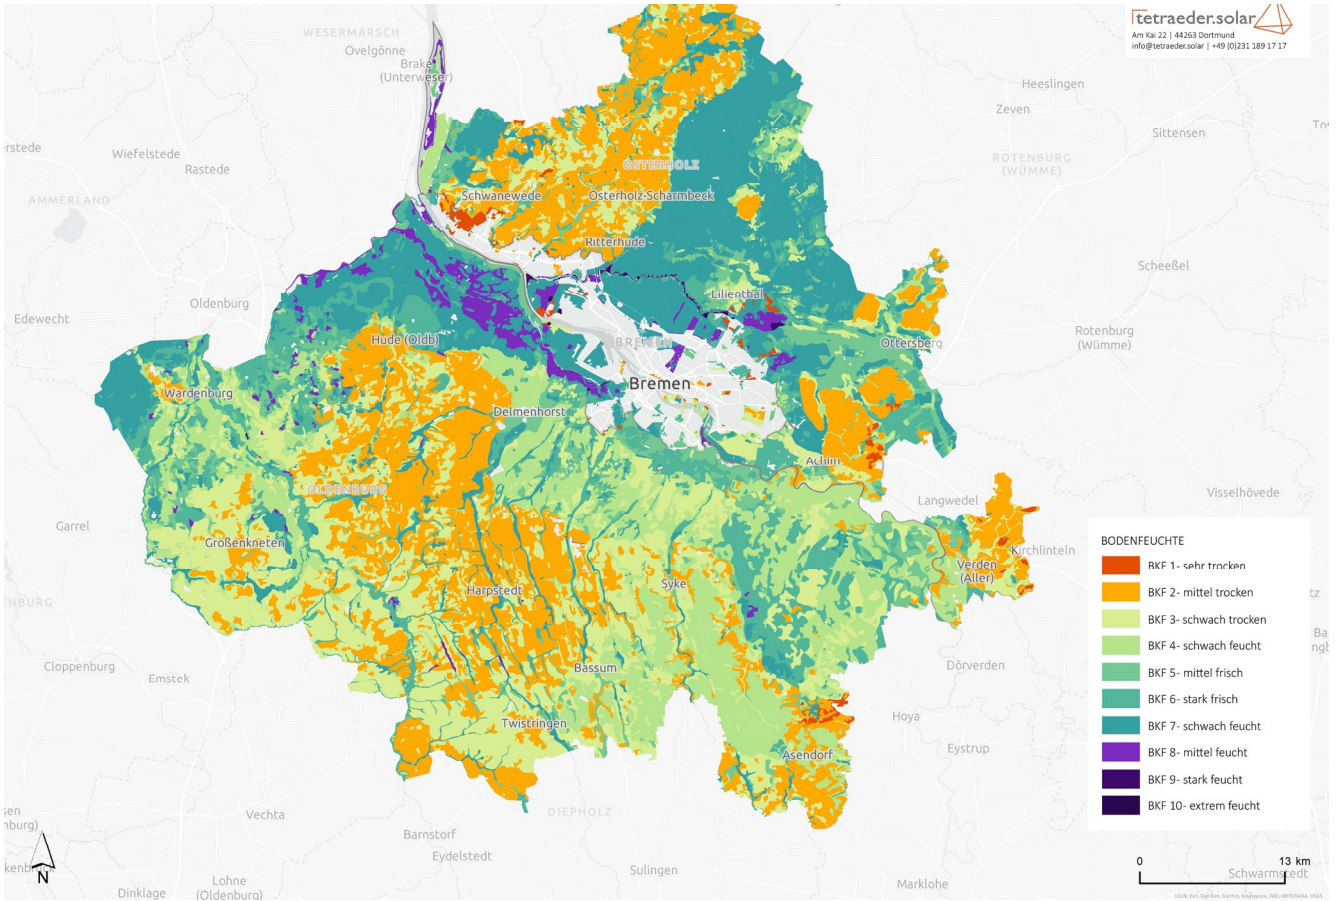 tetraeder.solar
Am Kai 22 | 44263 Dortmund
info@tetraeder.solar | +49 (0)231 189 17 17
WESERMARSCH
Ovelgönne
Brake
(Unterweser)
Heeslingen
Zeven
Sittensen
Wiefelstede
Rastede
ROTENBURG
(WÜMME)
OSTERHOLZ
AMMERLAND
Schwanewede
Osterholz-Scharmbeck
Ritterhude
Scheeßel
Oldenburg
Lilienthal
Edewecht
Hude (Oldb)
BREMEN
Ottersberg
Rotenburg
(Wümme)
Bremen
Wardenburg
Delmenhorst
Achim
OLDENBURG
Langwedel
Visselhövede
Garrel
Großenkneten
Kirchlinteln
Verden
(Aller)
Syke
Harpstedt
Cloppenburg
Emstek
Bassum
Dörverden
Twistringen
Hoya
Eystrup
Asendorf
Vechta
DIEPHOLZ
Barnstorf
Eydelstedt
Sulingen
Marklohe
Schwarmstedt
Lohne
(Oldenburg)
Dinklage
BODENFEUCHTE
BKF 1- sehr trocken
BKF 2- mittel trocken
BKF 3- schwach trocken
BKF 4- schwach feucht
BKF 5- mittel frisch
BKF 6- stark frisch
BKF 7- schwach feucht
BKF 8- mittel feucht
BKF 9- stark feucht
BKF 10- extrem feucht
N
0 13 km